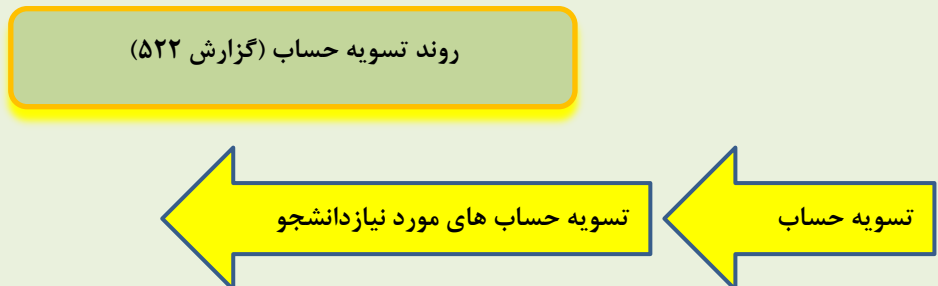 روند تسویه حساب (گزارش ۵۲۲)
تسویه حساب
تسویه حساب های مورد نیازدانشجو